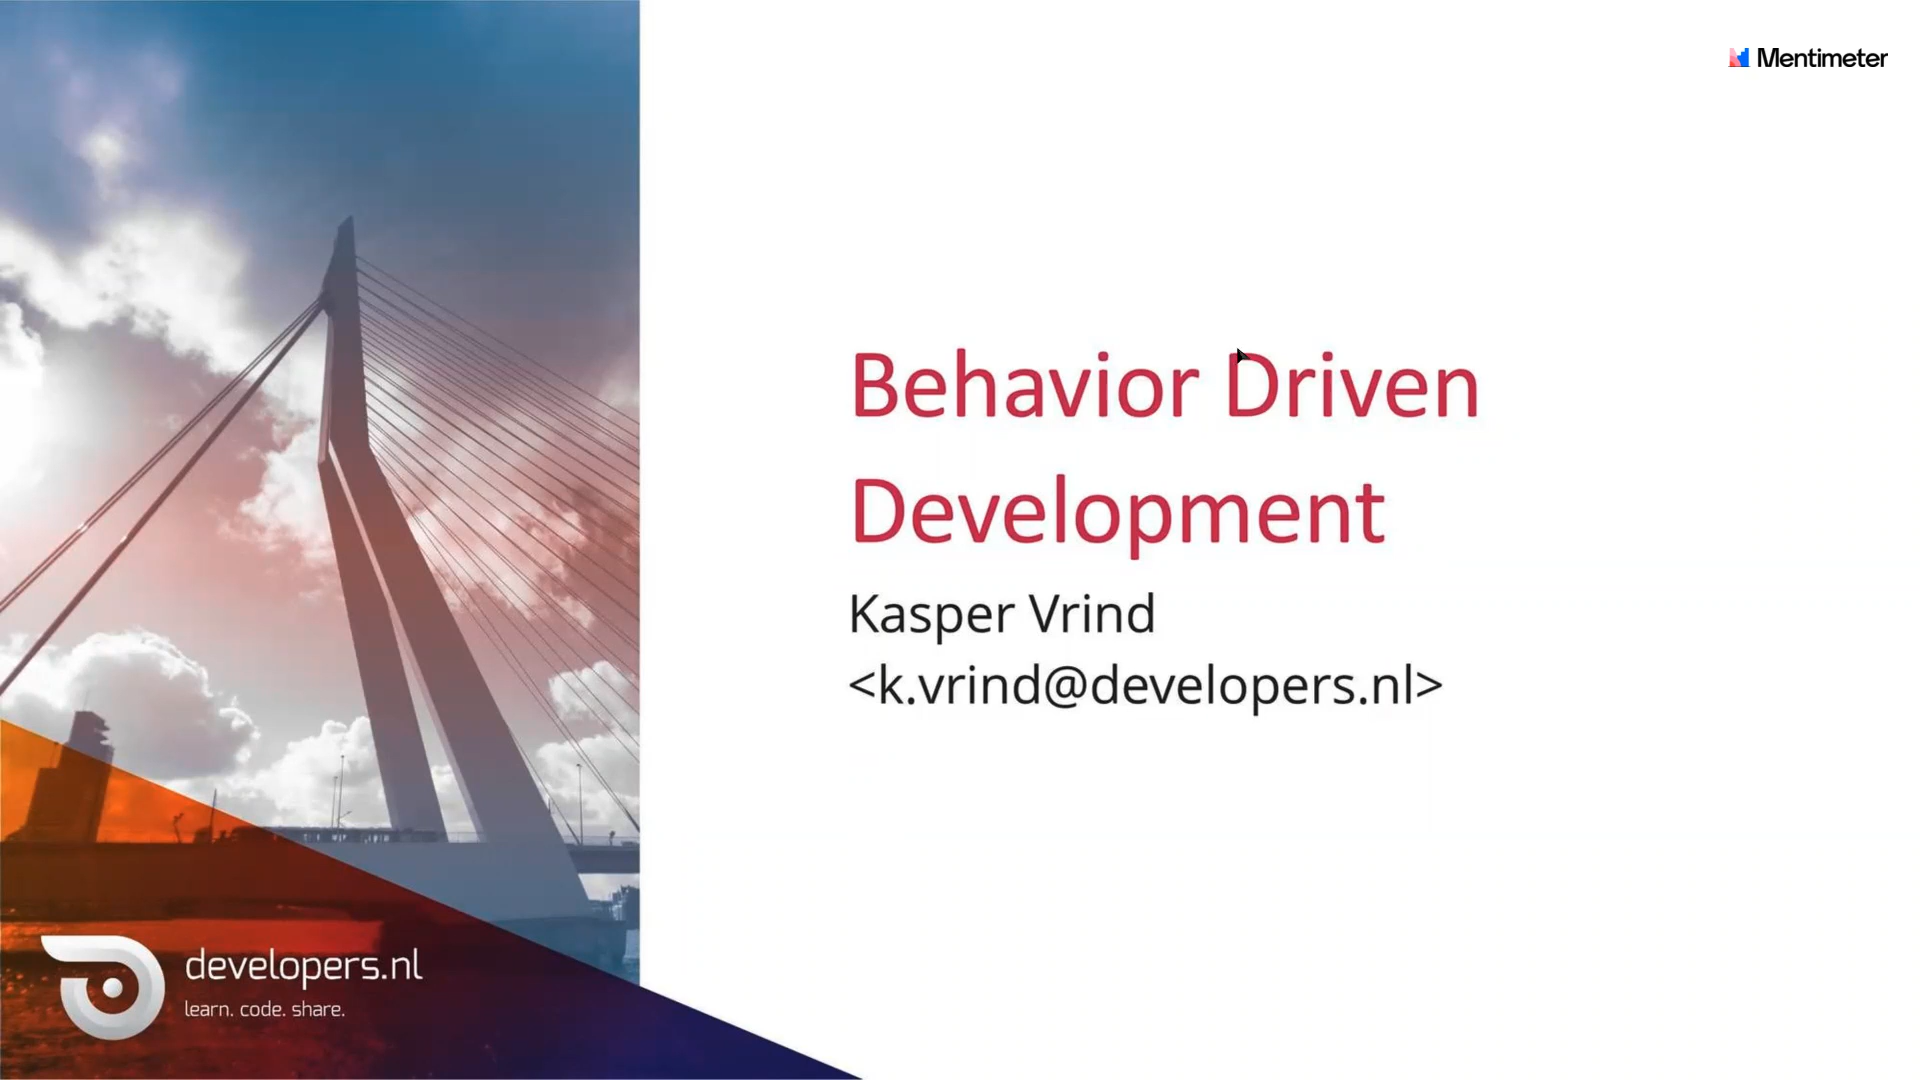 Mentimeter
Behavior Driven
Development
Kasper Vrind
<k.vrind@developers.nl>
developers.nl
learn. code. share.